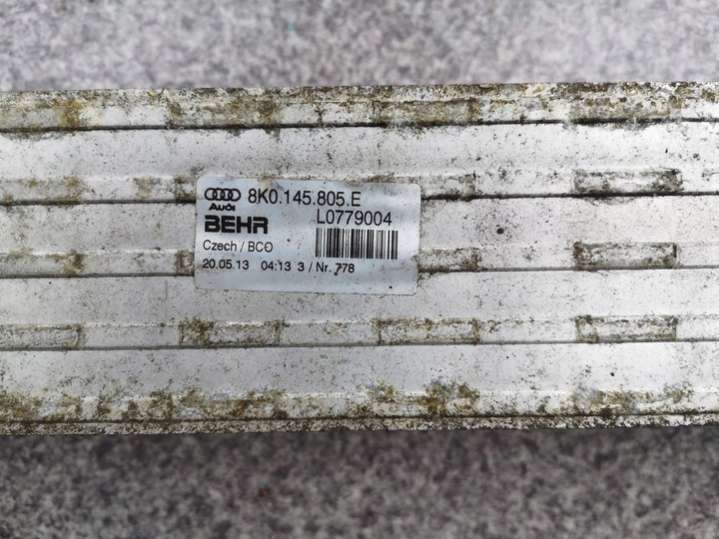 8K0.145.805.E
Audi
BEHR
L0779004
Czech / BCO
20.05.13 04:13 3 / Nr. 778